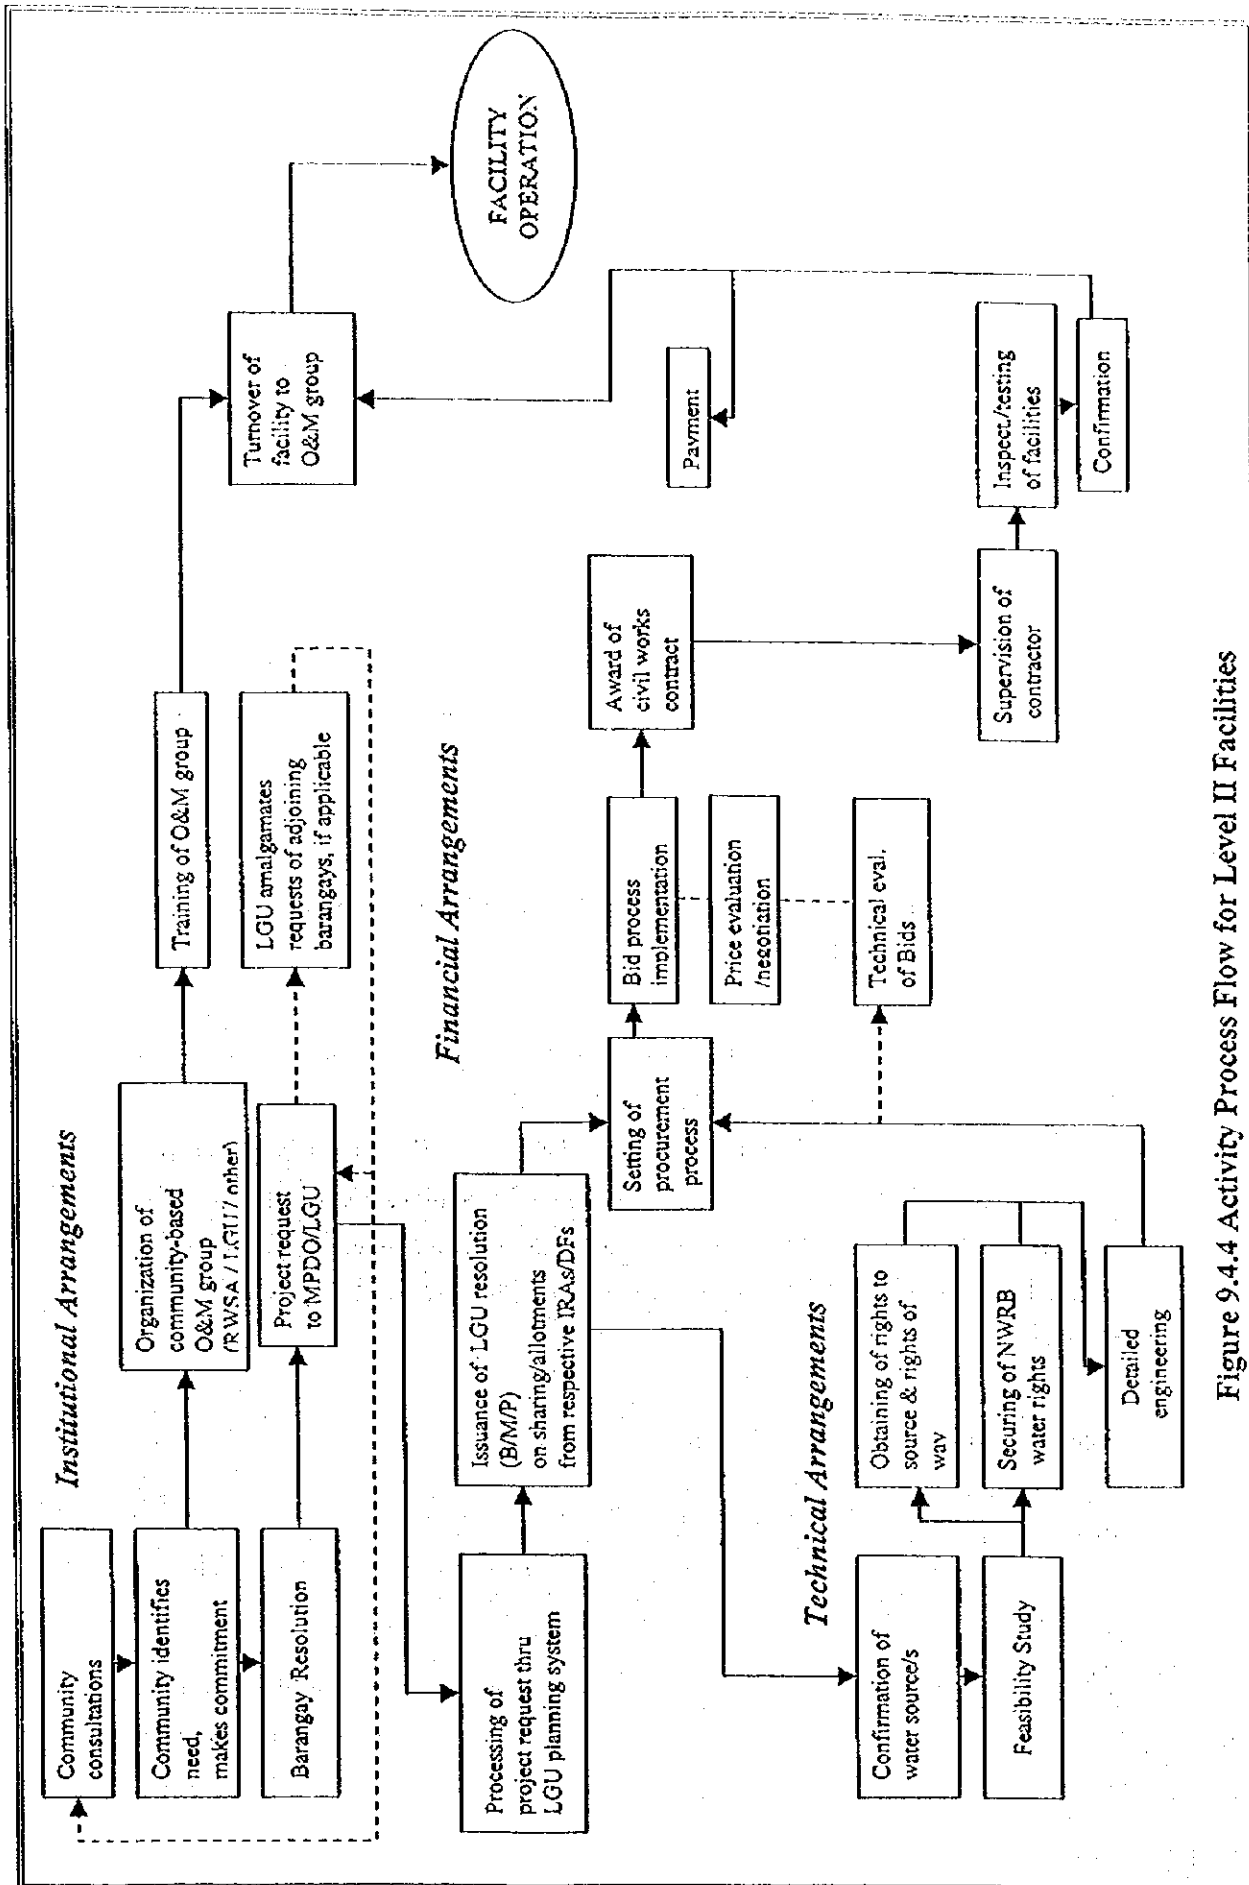 Institutional Arrangements
Community
consultations
Community identifies
need,
makes commitment
Barangay Resolution
Organization of
community-based
O&M group
(RWSA / LGU / other)
Project request
to MPDO/LGU
Training of O&M group
LGU amalgamates
requests of adjoining
barangays, if applicable
Turnover of
facility to
O&M group
FACILITY
OPERATION
Financial Arrangements
Processing of
project request thru
LGU planning system
Issuance of LGU resolution
(B/M/P)
on sharing/allotments
from respective IRAs/DFs
Setting of
procurement
process
Bid process
implementation
Price evaluation
/negotiation
Technical eval.
of Bids
Award of
civil works
contract
Payment
Technical Arrangements
Confirmation of
water source/s
Feasibility Study
Obtaining of rights to
source & rights of
way
Securing of NWRB
water rights
Detailed
engineering
Supervision of
contractor
Inspect./testing
of facilities
Confirmation
Figure 9.4.4 Activity Process Flow for Level II Facilities